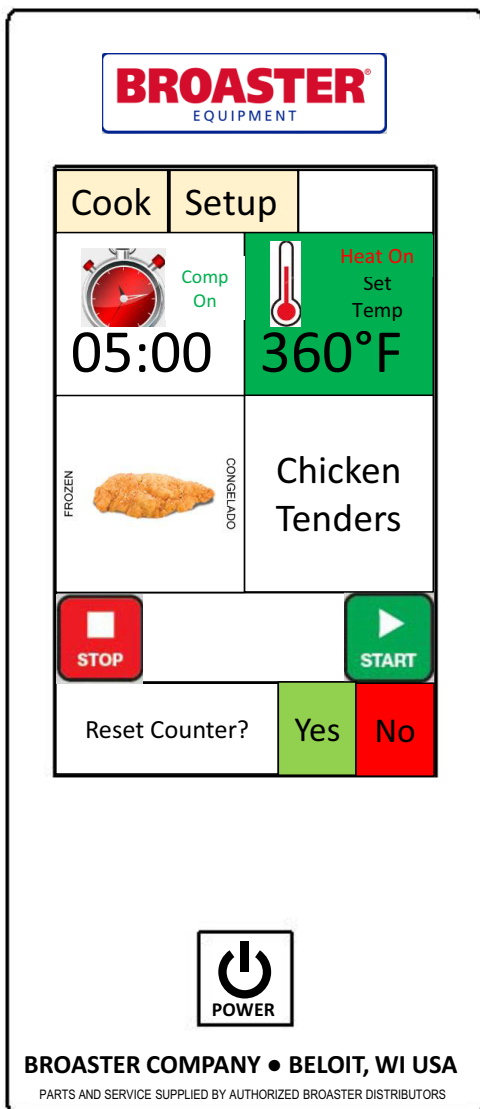 BROASTER®
EQUIPMENT
Cook Setup
Comp
On
05:00
Heat On
Set
Temp
360°F
FROZEN
CONGELADO
Chicken
Tenders
STOP
START
Reset Counter? Yes No
POWER
BROASTER COMPANY ● BELOIT, WI USA
PARTS AND SERVICE SUPPLIED BY AUTHORIZED BROASTER DISTRIBUTORS